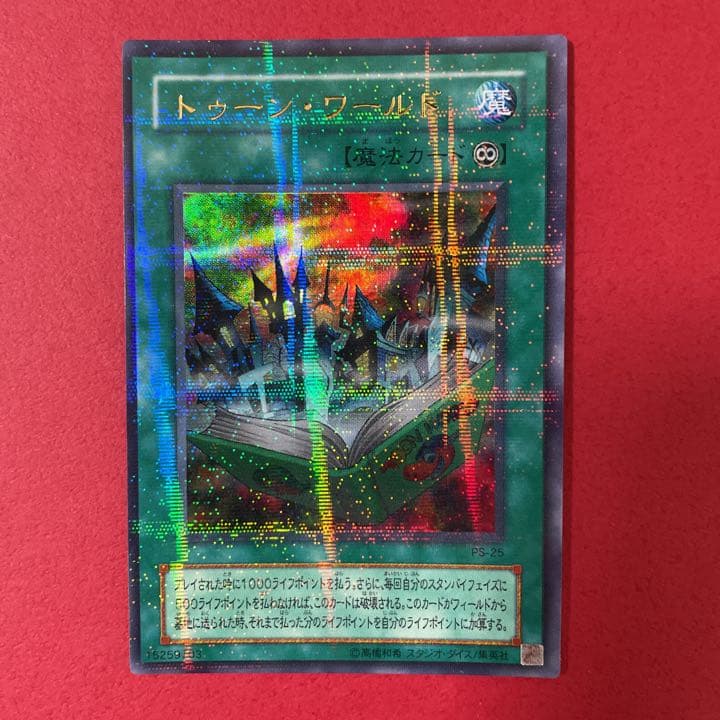 トゥーン・ワールド
魔
【魔法カード∞】
PS-25
プレイされた時に1000ライフポイントを払う。さらに、毎回自分のスタンバイフェイズに
500ライフポイントを払わなければ、このカードは破壊される。このカードがフィールドから
墓地に送られた時、それまで払った分のライフポイントを自分のライフポイントに加算する。
15259703
©高橋和希 スタジオ・ダイス/集英社